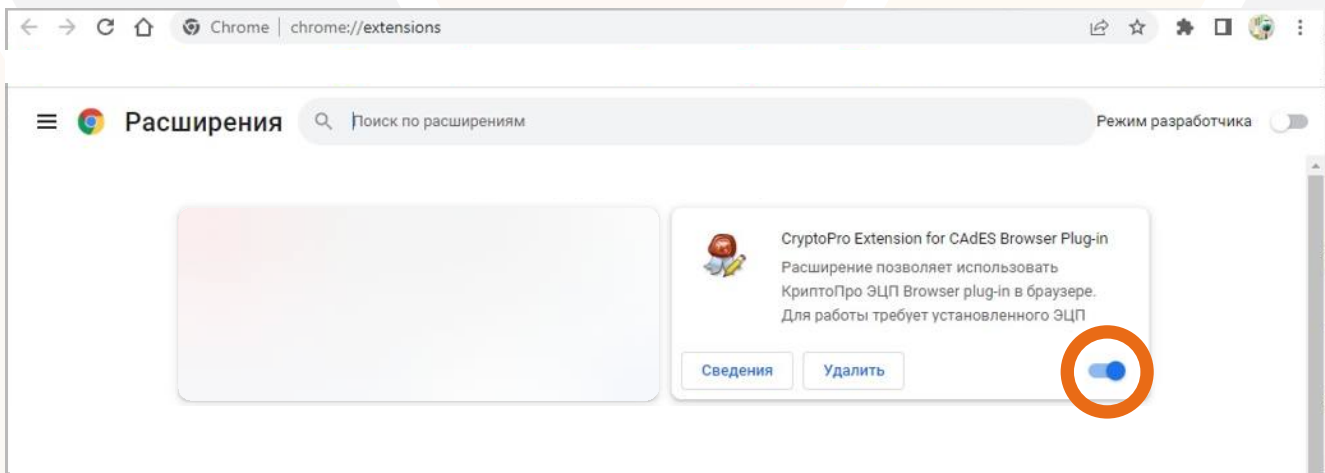 Chrome | chrome://extensions
Расширения
Поиск по расширениям
Режим разработчика
CryptoPro Extension for CAdES Browser Plug-in
Расширение позволяет использовать
КриптоПро ЭЦП Browser plug-in в браузере.
Для работы требует установленного ЭЦП
Сведения
Удалить